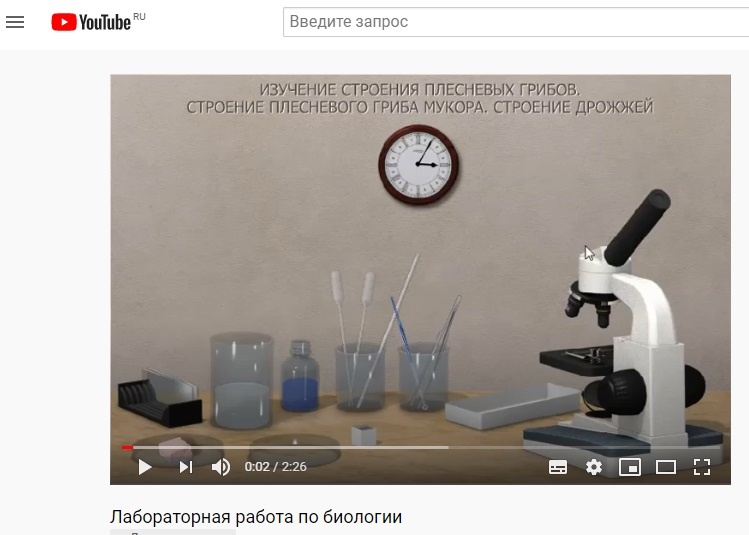 YouTube RU
Введите запрос
ИЗУЧЕНИЕ СТРОЕНИЯ ПЛЕСНЕВЫХ ГРИБОВ.
СТРОЕНИЕ ПЛЕСНЕВОГО ГРИБА МУКОРА. СТРОЕНИЕ ДРОЖЖЕЙ
0:02 / 2:26
Лабораторная работа по биологии